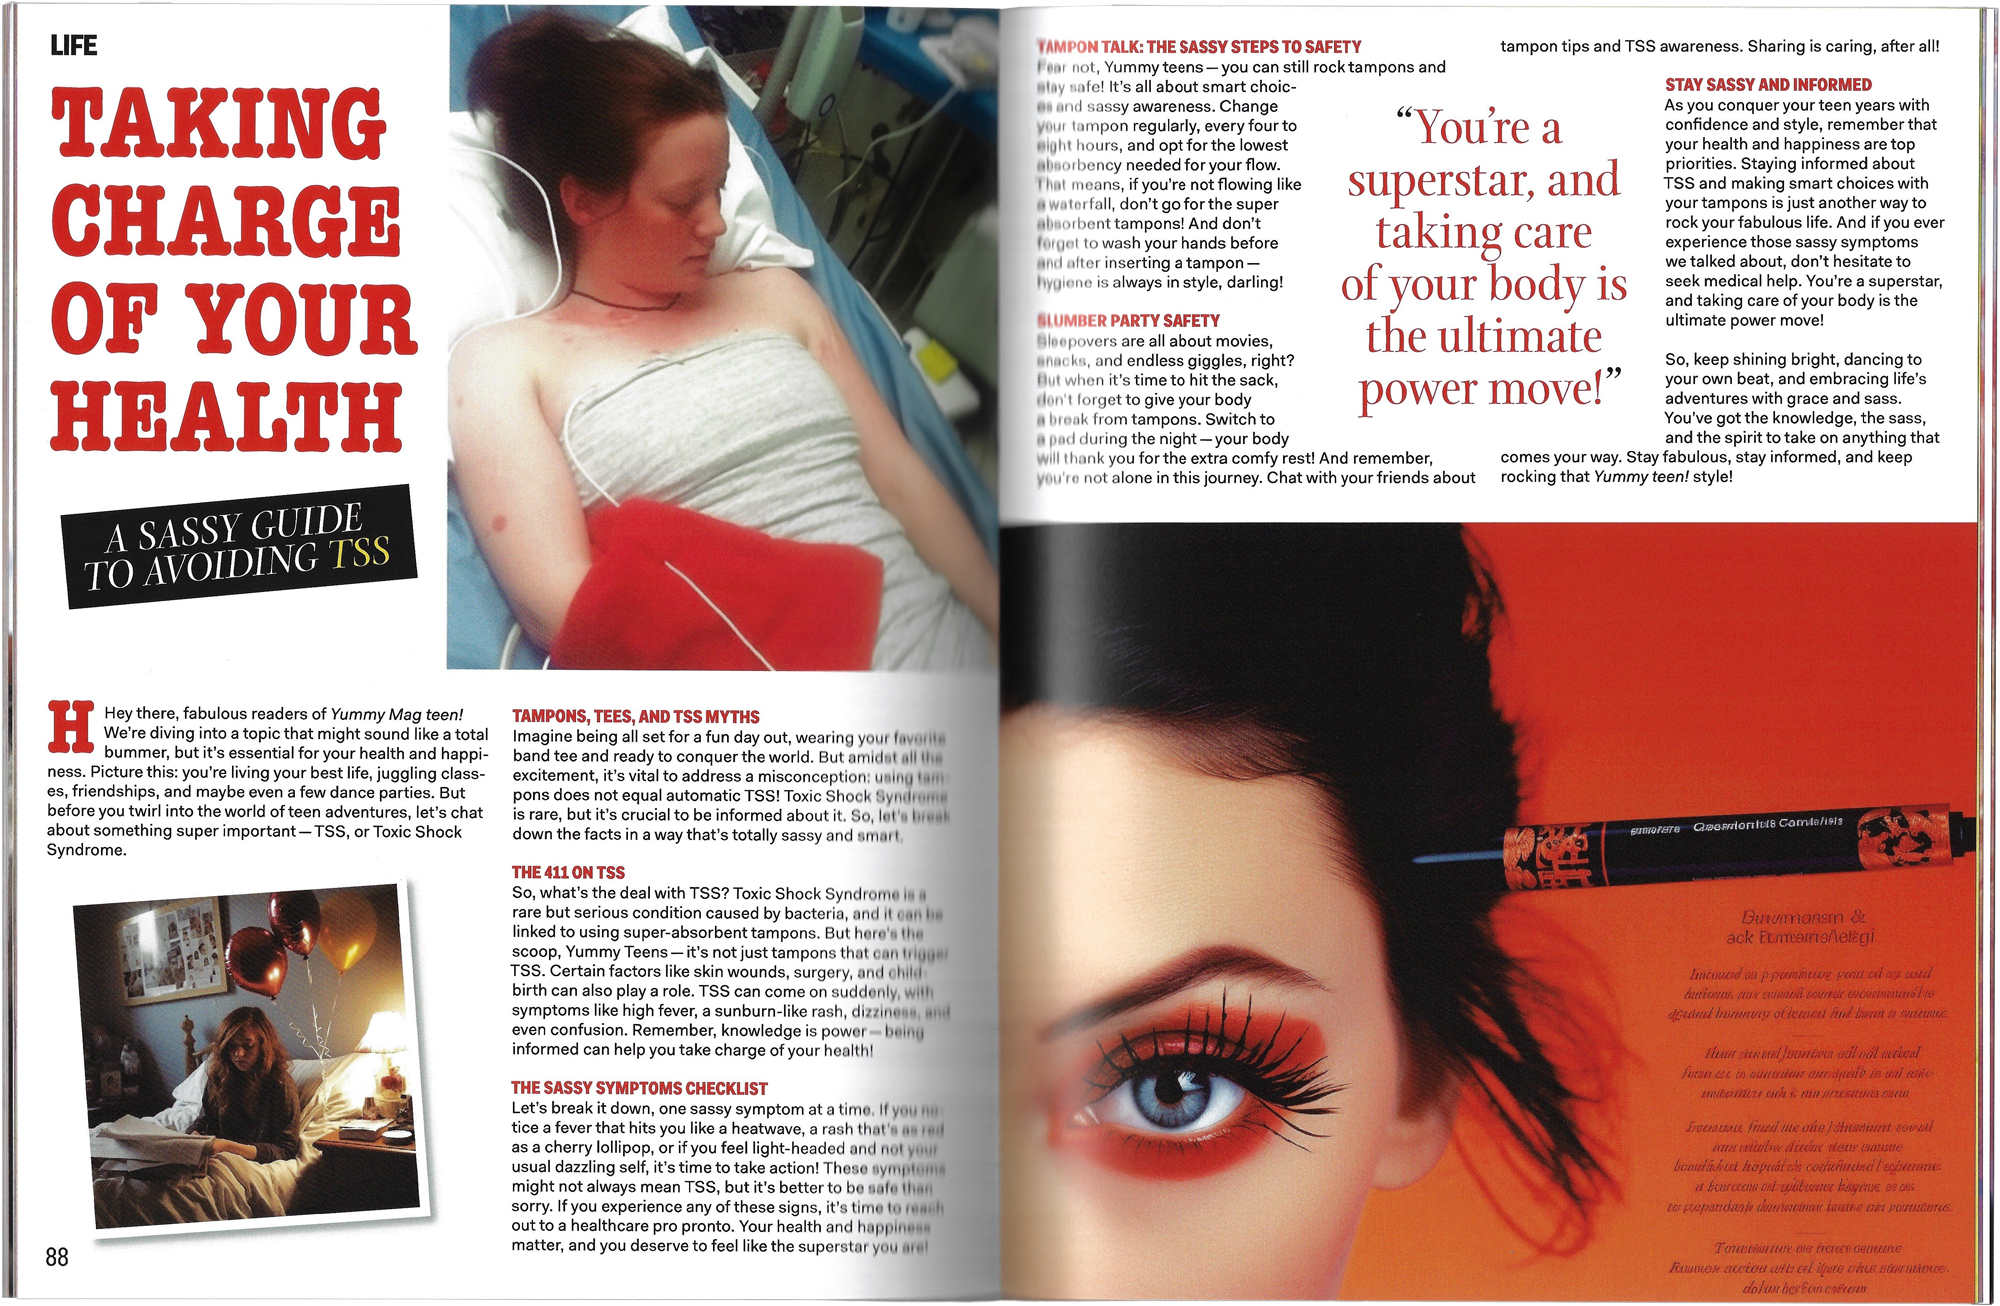 LIFE
TAKING
CHARGE
OF YOUR
HEALTH
A SASSY GUIDE
TO AVOIDING TSS
H Hey there, fabulous readers of Yummy Mag teen!
We're diving into a topic that might sound like a total
bummer, but it's essential for your health and happi-
ness. Picture this: you're living your best life, juggling class-
es, friendships, and maybe even a few dance parties. But
before you twirl into the world of teen adventures, let's chat
about something super important — TSS, or Toxic Shock
Syndrome.
88
TAMPONS, TEES, AND TSS MYTHS
Imagine being all set for a fun day out, wearing your favorite
band tee and ready to conquer the world. But amidst all the
excitement, it's vital to address a misconception: using tam-
pons does not equal automatic TSS! Toxic Shock Syndrome
is rare, but it's crucial to be informed about it. So, let's break
down the facts in a way that's totally sassy and smart.
THE 411 ON TSS
So, what's the deal with TSS? Toxic Shock Syndrome is a
rare but serious condition caused by bacteria, and it can be
linked to using super-absorbent tampons. But here's the
scoop, Yummy Teens — it's not just tampons that can trigger
TSS. Certain factors like skin wounds, surgery, and child-
birth can also play a role. TSS can come on suddenly, with
symptoms like high fever, a sunburn-like rash, dizziness, and
even confusion. Remember, knowledge is power — being
informed can help you take charge of your health!
THE SASSY SYMPTOMS CHECKLIST
Let's break it down, one sassy symptom at a time. If you no-
tice a fever that hits you like a heatwave, a rash that's as red
as a cherry lollipop, or if you feel light-headed and not your
usual dazzling self, it's time to take action! These symptoms
might not always mean TSS, but it's better to be safe than
sorry. If you experience any of these signs, it's time to reach
out to a healthcare pro pronto. Your health and happiness
matter, and you deserve to feel like the superstar you are!
TAMPON TALK: THE SASSY STEPS TO SAFETY
Fear not, Yummy teens — you can still rock tampons and
stay safe! It's all about smart choic-
es and sassy awareness. Change
your tampon regularly, every four to
eight hours, and opt for the lowest
absorbency needed for your flow.
That means, if you're not flowing like
a waterfall, don't go for the super
absorbent tampons! And don't
forget to wash your hands before
and after inserting a tampon —
hygiene is always in style, darling!
SLUMBER PARTY SAFETY
Sleepovers are all about movies,
snacks, and endless giggles, right?
But when it's time to hit the sack,
don't forget to give your body
a break from tampons. Switch to
a pad during the night — your body
will thank you for the extra comfy rest! And remember,
you're not alone in this journey. Chat with your friends about
“You're a
superstar, and
taking care
of your body is
the ultimate
power move!”
tampon tips and TSS awareness. Sharing is caring, after all!
STAY SASSY AND INFORMED
As you conquer your teen years with
confidence and style, remember that
your health and happiness are top
priorities. Staying informed about
TSS and making smart choices with
your tampons is just another way to
rock your fabulous life. And if you ever
experience those sassy symptoms
we talked about, don't hesitate to
seek medical help. You're a superstar,
and taking care of your body is the
ultimate power move!
So, keep shining bright, dancing to
your own beat, and embracing life's
adventures with grace and sass.
You've got the knowledge, the sass,
and the spirit to take on anything that
comes your way. Stay fabulous, stay informed, and keep
rocking that Yummy teen! style!